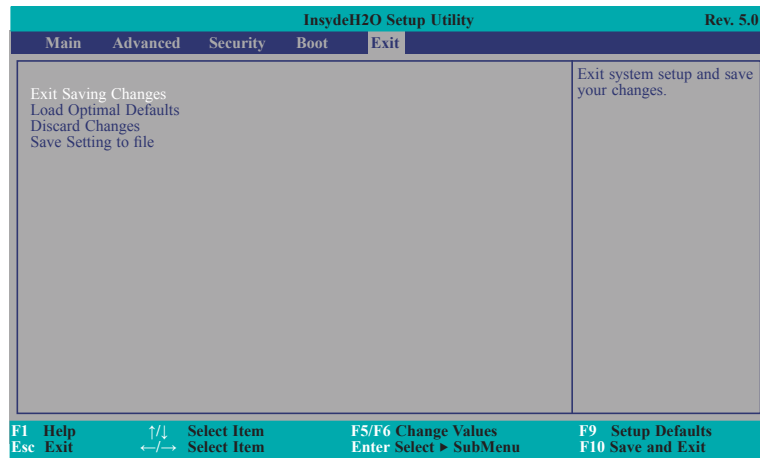 InsydeH2O Setup Utility Rev. 5.0
Main Advanced Security Boot Exit
Exit Saving Changes
Load Optimal Defaults
Discard Changes
Save Setting to file
Exit system setup and save
your changes.
F1 Help ↑/↓ Select Item F5/F6 Change Values F9 Setup Defaults
Esc Exit ←/→ Select Item Enter Select ► SubMenu F10 Save and Exit